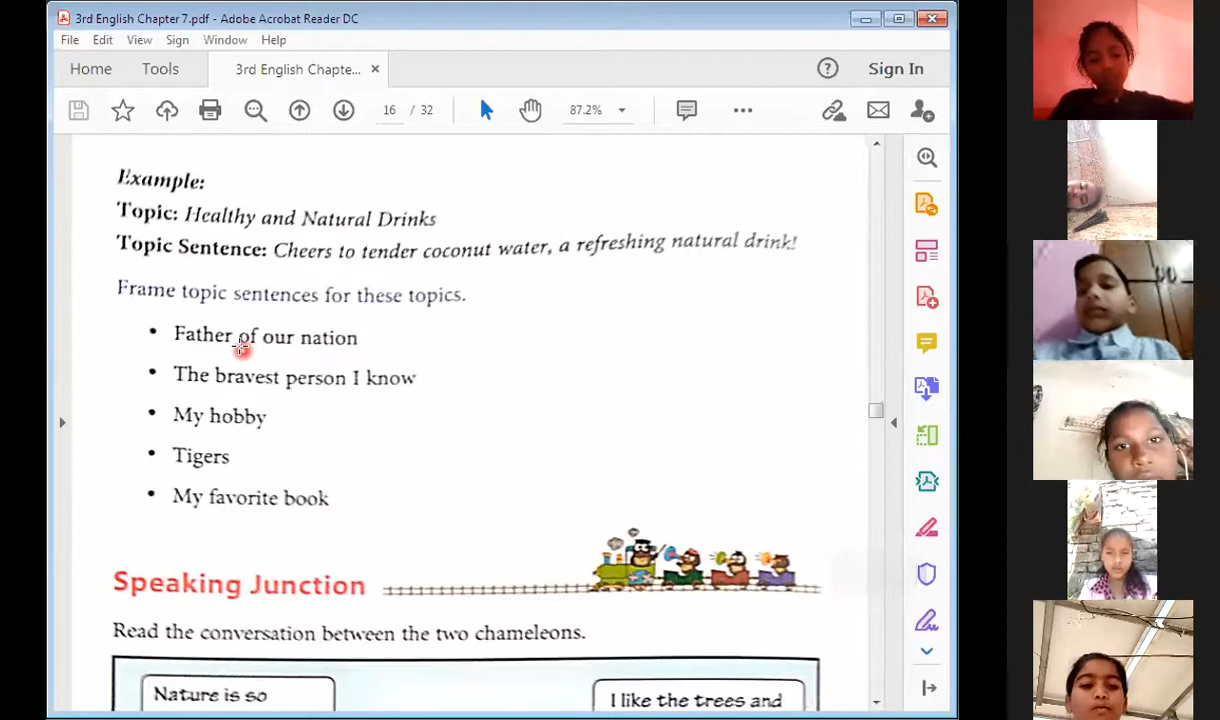 3rd English Chapter 7.pdf - Adobe Acrobat Reader DC
File Edit View Sign Window Help
Home Tools 3rd English Chapte... × Sign In
16 / 32 87.2%
Example:
Topic: Healthy and Natural Drinks
Topic Sentence: Cheers to tender coconut water, a refreshing natural drink!
Frame topic sentences for these topics.
• Father of our nation
• The bravest person I know
• My hobby
• Tigers
• My favorite book
Speaking Junction
Read the conversation between the two chameleons.
Nature is so
I like the trees and